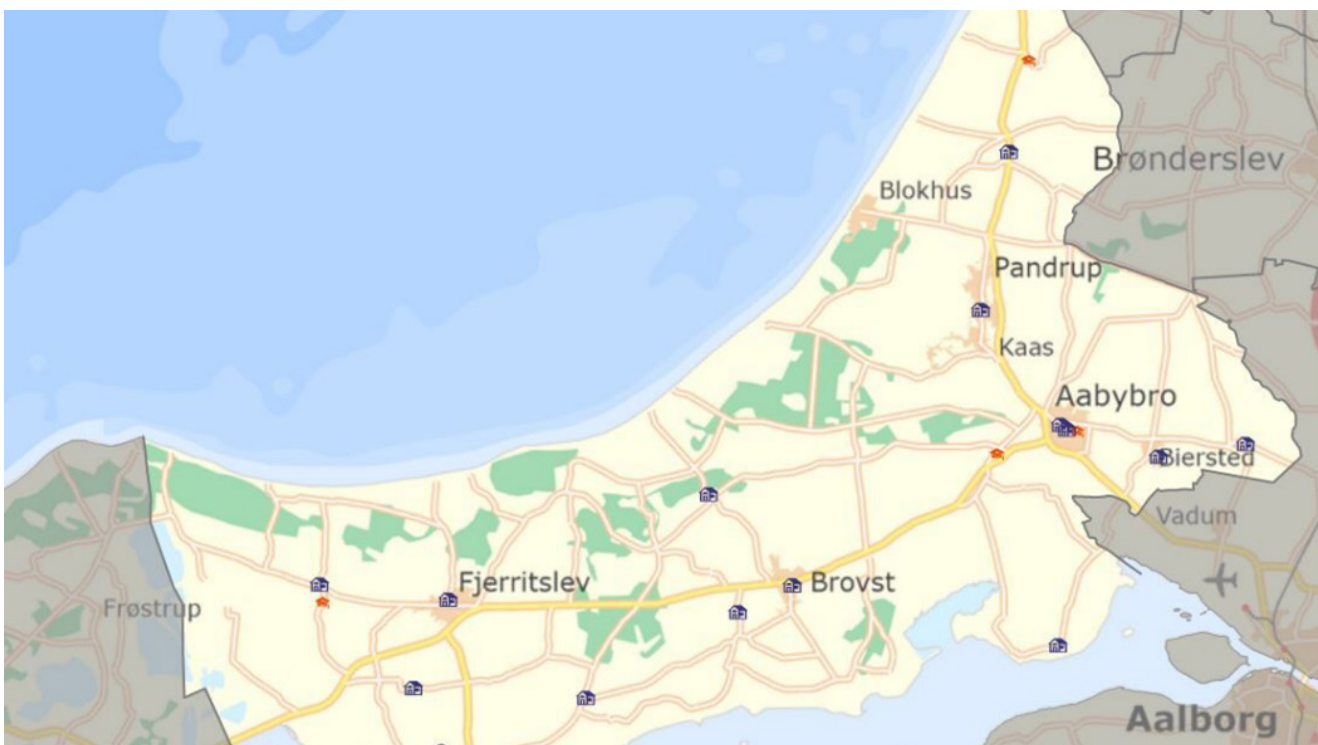 Brønderslev
Blokhus
Pandrup
Kaas
Aabybro
Biersted
Vadum
Fjerritslev
Brovst
Frøstrup
Aalborg